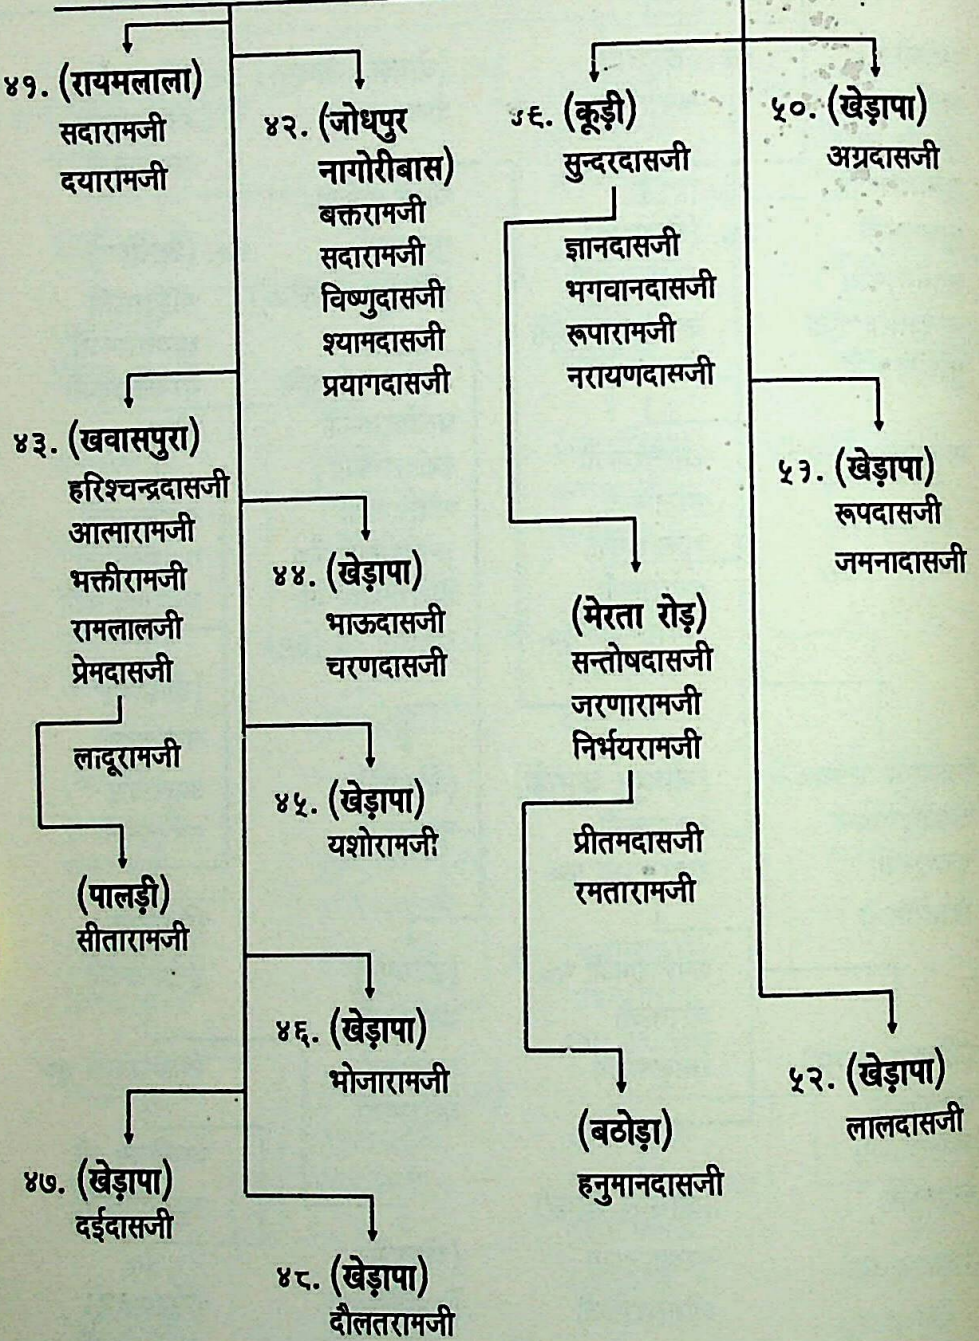 ४१. (रायमलाला)
सदारामजी
दयारामजी
४२. (जोधपुर
नागोरीबास)
बक्तरामजी
सदारामजी
विष्णुदासजी
श्यामदासजी
प्रयागदासजी
४३. (खवासपुरा)
हरिश्चन्द्रदासजी
आत्मारामजी
भक्तीरामजी
रामलालजी
प्रेमदासजी
लादूरामजी
(पालड़ी)
सीतारामजी
४४. (खेड़ापा)
भाऊदासजी
चरणदासजी
४५. (खेड़ापा)
यशोरामजी
४६. (खेड़ापा)
भोजारामजी
४७. (खेड़ापा)
दईदासजी
४८. (खेड़ापा)
दौलतरामजी
४९. (कूड़ी)
सुन्दरदासजी
ज्ञानदासजी
भगवानदासजी
रूपारामजी
नरायणदासजी
(मेरता रोड़)
सन्तोषदासजी
जरणारामजी
निर्भयरामजी
प्रीतमदासजी
रमतारामजी
(बठोड़ा)
हनुमानदासजी
५०. (खेड़ापा)
अग्रदासजी
५१. (खेड़ापा)
रूपदासजी
जमनादासजी
५२. (खेड़ापा)
लालदासजी